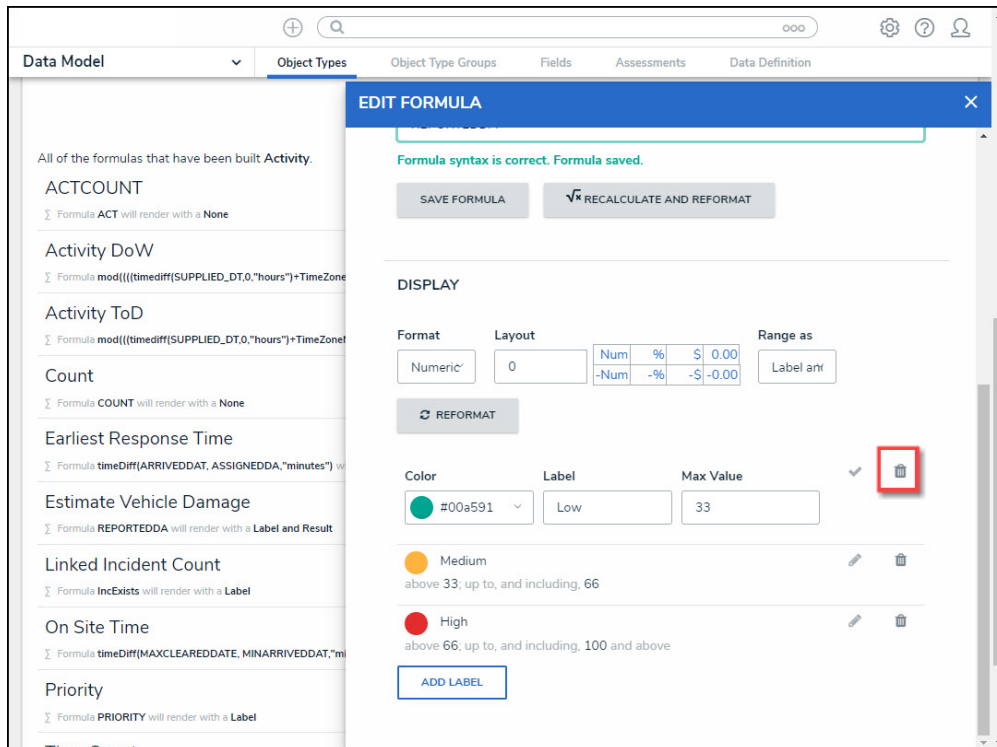 Data Model
Object Types
Object Type Groups
Fields
Assessments
Data Definition
All of the formulas that have been built Activity.
ACTCOUNT
∑ Formula ACT will render with a None
Activity DoW
∑ Formula mod((((timediff(SUPPLIED_DT,0,"hours")+TimeZone
Activity ToD
∑ Formula mod(((timediff(SUPPLIED_DT,0,"hours")+TimeZone
Count
∑ Formula COUNT will render with a None
Earliest Response Time
∑ Formula timeDiff(ARRIVEDDAT, ASSIGNEDDA,"minutes") w
Estimate Vehicle Damage
∑ Formula REPORTEDDA will render with a Label and Result
Linked Incident Count
∑ Formula IncExists will render with a Label
On Site Time
∑ Formula timeDiff(MAXCLEAREDDATE, MINARRIVEDDAT,"mi
Priority
∑ Formula PRIORITY will render with a Label
EDIT FORMULA
Formula syntax is correct. Formula saved.
SAVE FORMULA
√x RECALCULATE AND REFORMAT
DISPLAY
Format Layout Range as
Numeric 0 Label an
Num % $ 0.00
-Num -% -$ -0.00
REFORMAT
Color Label Max Value
#00a591 Low 33
Medium
above 33; up to, and including, 66
High
above 66; up to, and including, 100 and above
ADD LABEL